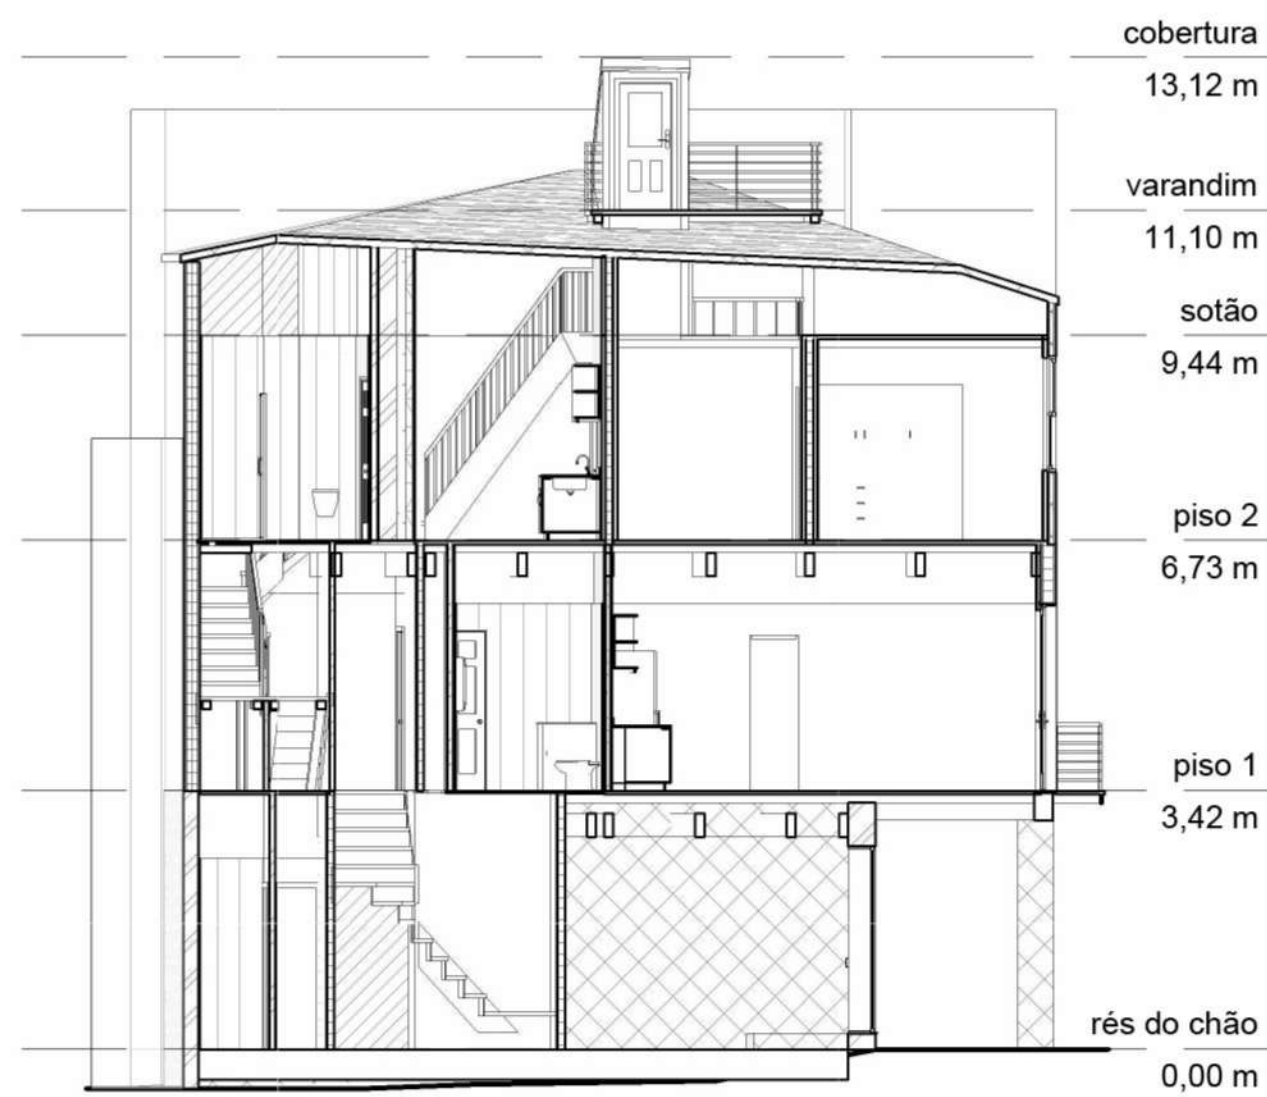 cobertura
13,12 m
varandim
11,10 m
sotão
9,44 m
piso 2
6,73 m
piso 1
3,42 m
rés do chão
0,00 m